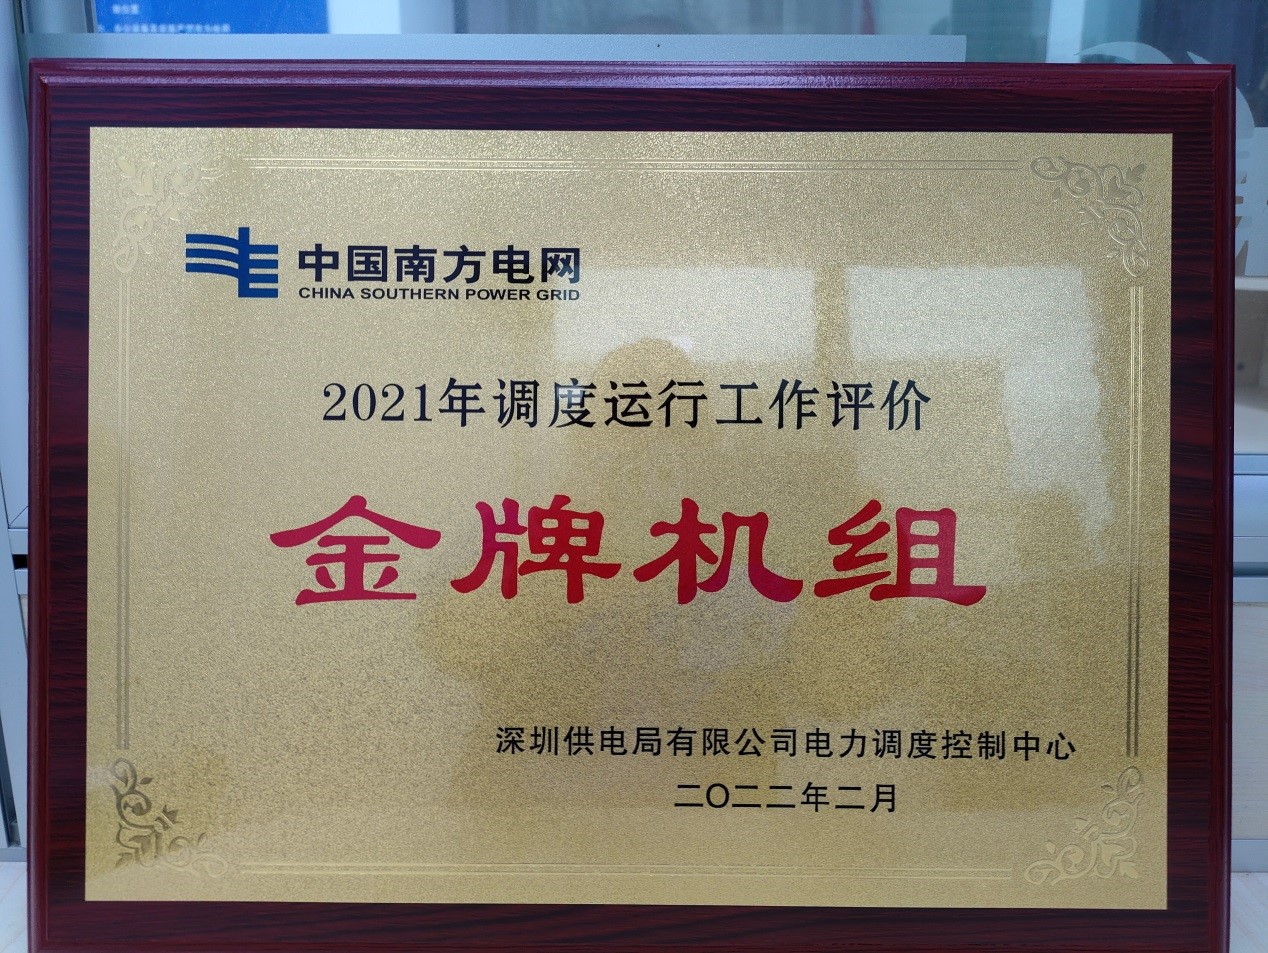 中国南方电网
CHINA SOUTHERN POWER GRID
2021年调度运行工作评价
金牌机组
深圳供电局有限公司电力调度控制中心
二〇二二年二月